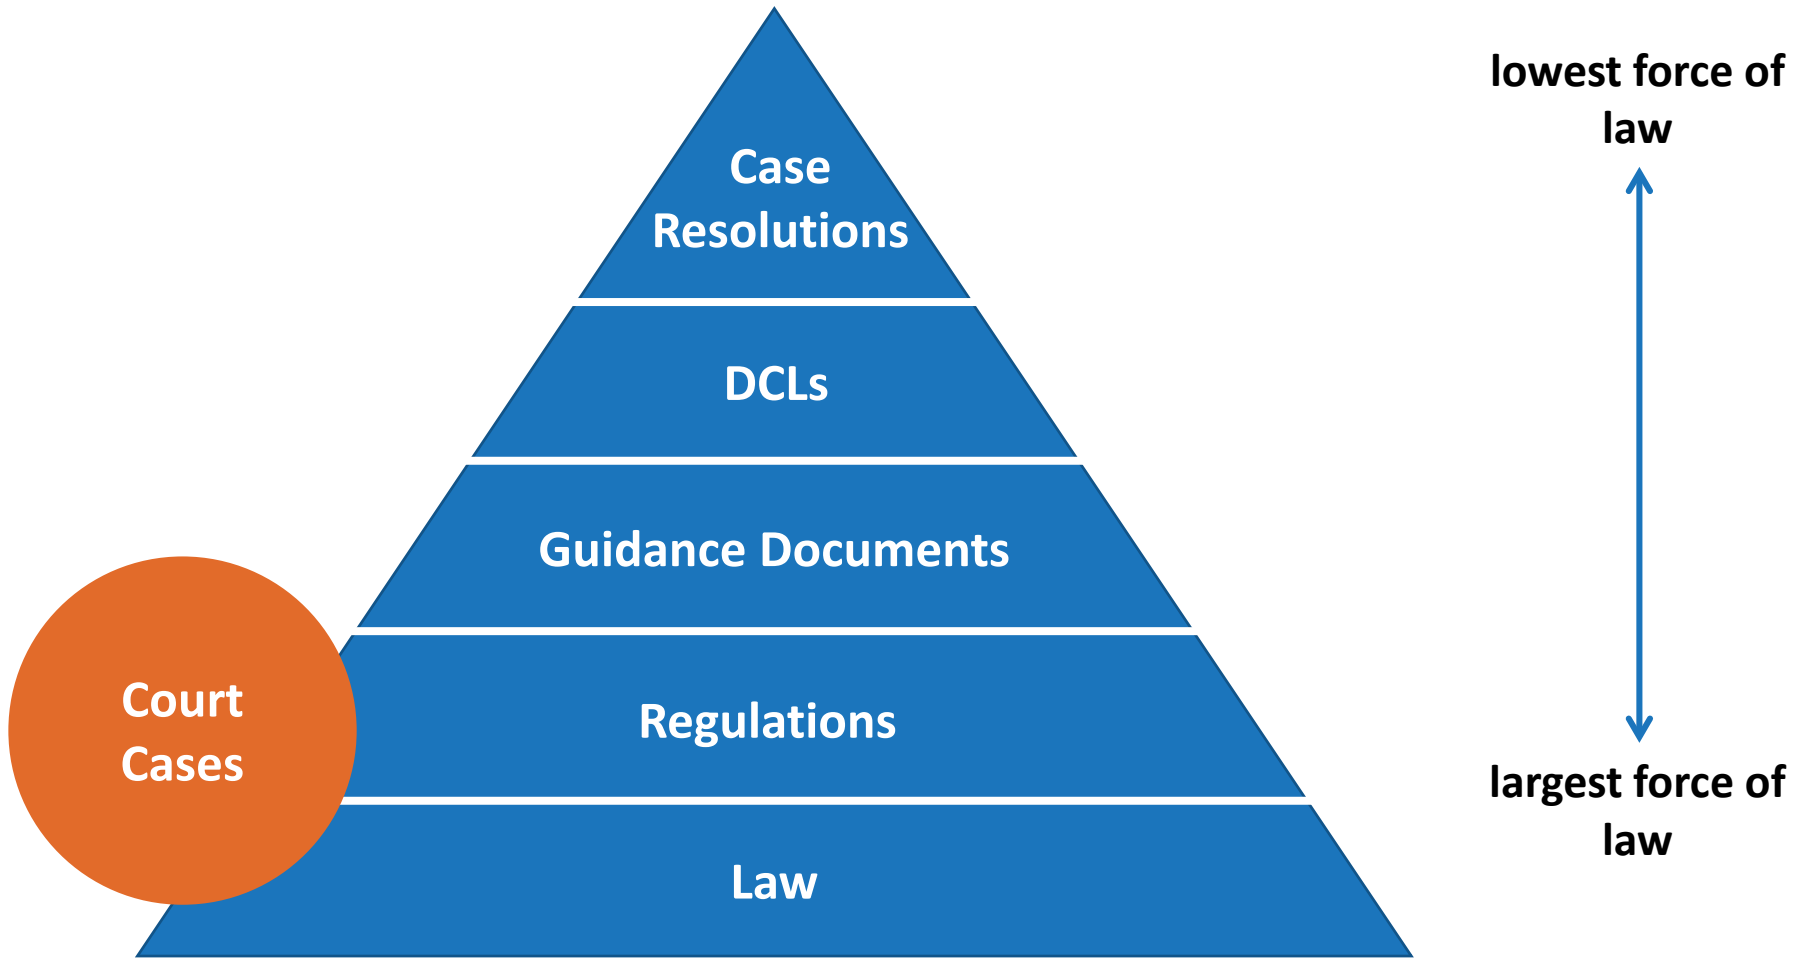 lowest force of
law
Case
Resolutions
DCLs
Guidance Documents
Court
Cases
Regulations
largest force of
law
Law